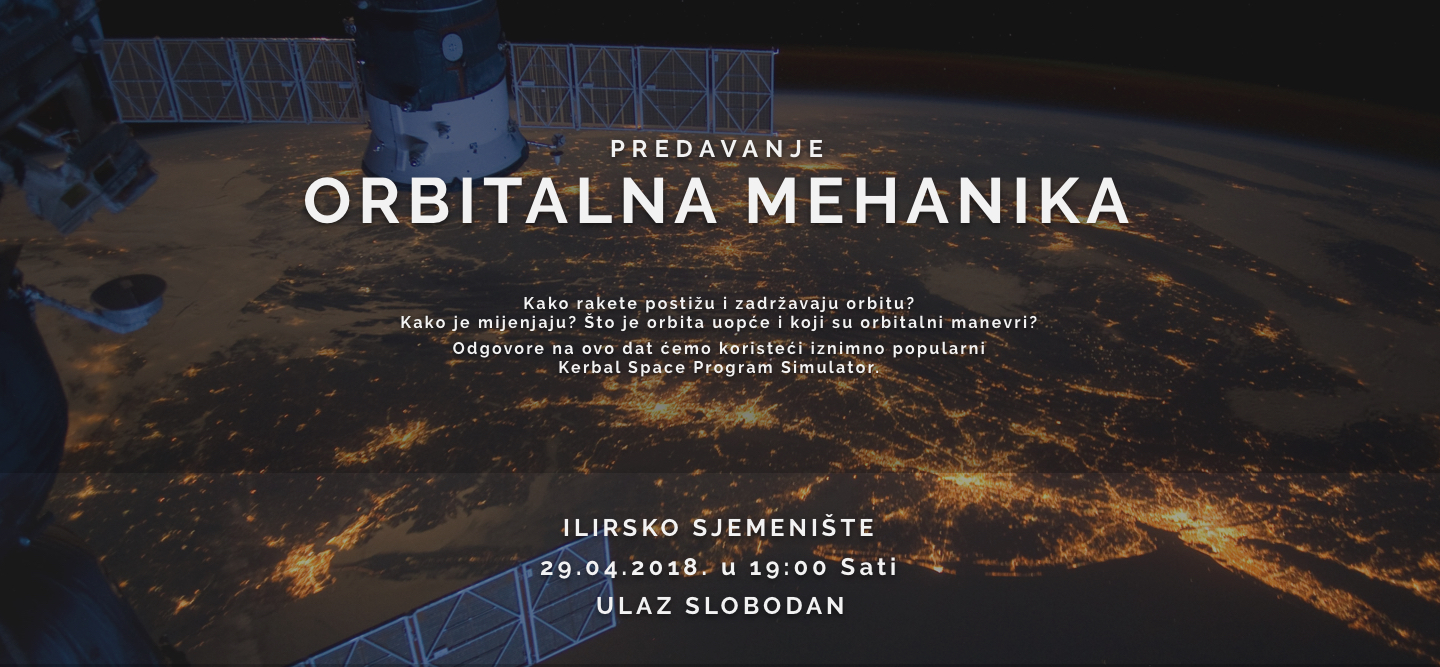 PREDAVANJE
ORBITALNA MEHANIKA
Kako rakete postižu i zadržavaju orbitu?
Kako je mijenjaju? Što je orbita uopće i koji su orbitalni manevri?
Odgovore na ovo dat ćemo koristeći iznimno popularni
Kerbal Space Program Simulator.
ILIRSKO SJEMENIŠTE
29.04.2018. u 19:00 Sati
ULAZ SLOBODAN